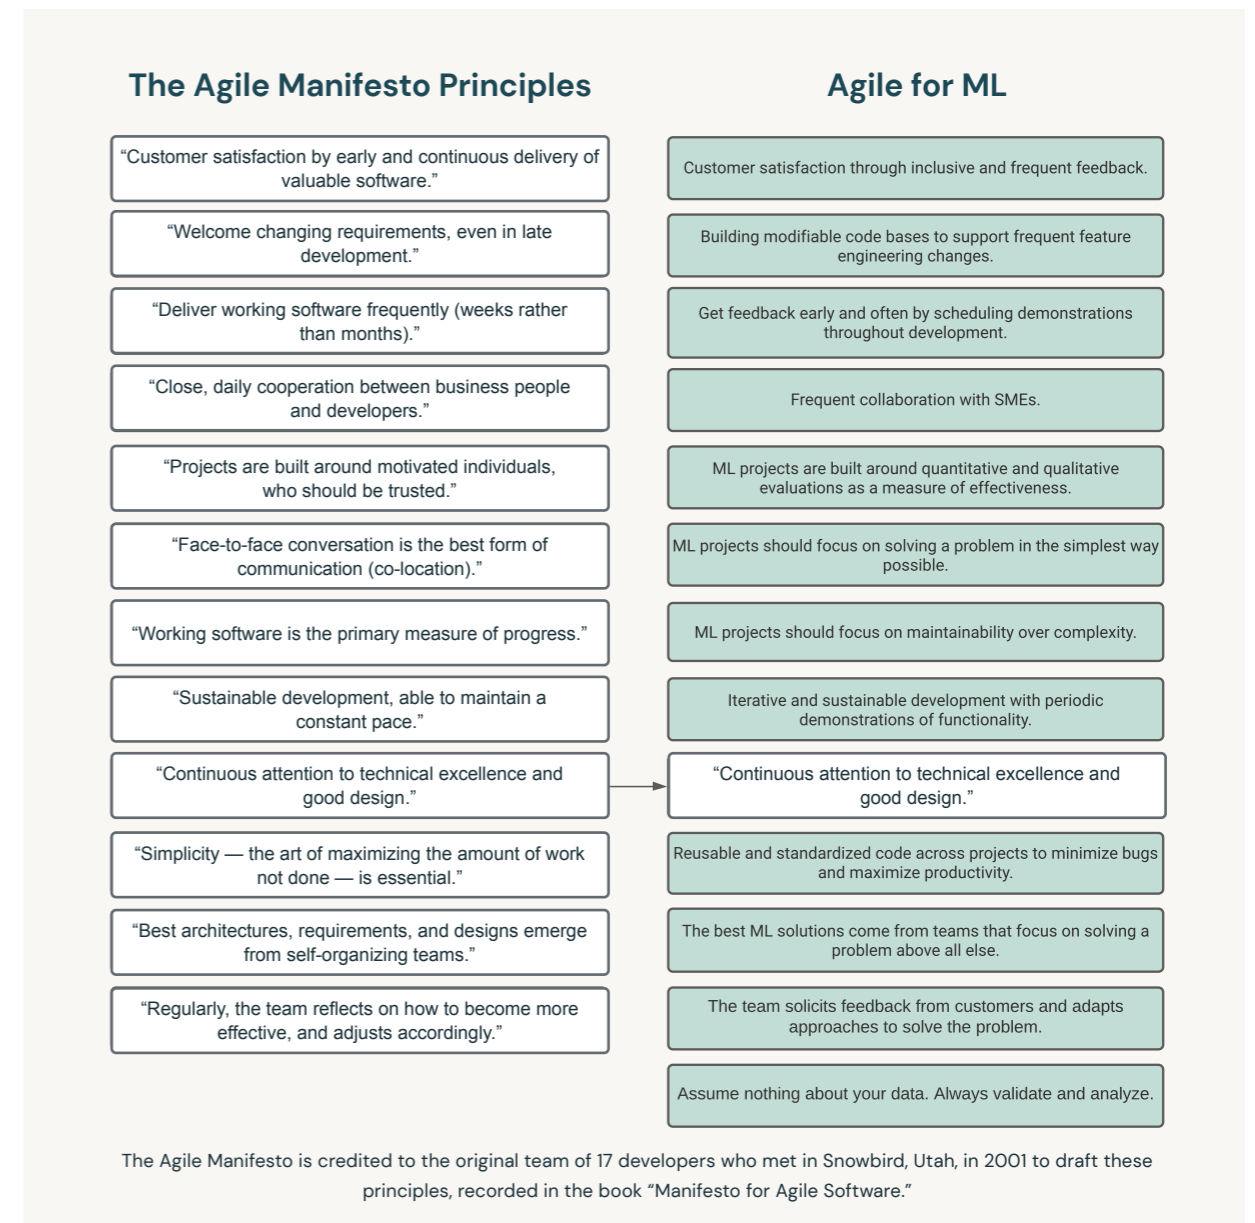 The Agile Manifesto Principles
“Customer satisfaction by early and continuous delivery of
valuable software.”
“Welcome changing requirements, even in late
development.”
“Deliver working software frequently (weeks rather
than months).”
“Close, daily cooperation between business people
and developers.”
“Projects are built around motivated individuals,
who should be trusted.”
“Face-to-face conversation is the best form of
communication (co-location).”
“Working software is the primary measure of progress.”
“Sustainable development, able to maintain a
constant pace.”
“Continuous attention to technical excellence and
good design.”
“Simplicity — the art of maximizing the amount of work
not done — is essential.”
“Best architectures, requirements, and designs emerge
from self-organizing teams.”
“Regularly, the team reflects on how to become more
effective, and adjusts accordingly.”
Agile for ML
Customer satisfaction through inclusive and frequent feedback.
Building modifiable code bases to support frequent feature
engineering changes.
Get feedback early and often by scheduling demonstrations
throughout development.
Frequent collaboration with SMEs.
ML projects are built around quantitative and qualitative
evaluations as a measure of effectiveness.
ML projects should focus on solving a problem in the simplest way
possible.
ML projects should focus on maintainability over complexity.
Iterative and sustainable development with periodic
demonstrations of functionality.
“Continuous attention to technical excellence and
good design.”
Reusable and standardized code across projects to minimize bugs
and maximize productivity.
The best ML solutions come from teams that focus on solving a
problem above all else.
The team solicits feedback from customers and adapts
approaches to solve the problem.
Assume nothing about your data. Always validate and analyze.
The Agile Manifesto is credited to the original team of 17 developers who met in Snowbird, Utah, in 2001 to draft these
principles, recorded in the book “Manifesto for Agile Software.”